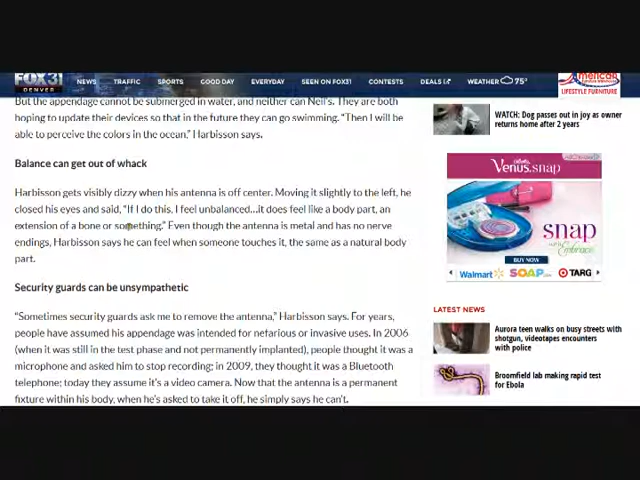 FOX31
DENVER
NEWS TRAFFIC SPORTS GOOD DAY EVERYDAY SEEN ON FOX31 CONTESTS DEALS WEATHER 75°
American
LIFESTYLE FURNITURE
But the appendage cannot be submerged in water, and neither can Neil's. They are both
hoping to update their devices so that in the future they can go swimming. "Then I will be
able to perceive the colors in the ocean," Harbisson says.
Balance can get out of whack
Harbisson gets visibly dizzy when his antenna is off center. Moving it slightly to the left, he
closed his eyes and said, "If I do this, I feel unbalanced…it does feel like a body part, an
extension of a bone or something." Even though the antenna is metal and has no nerve
endings, Harbisson says he can feel when someone touches it, the same as a natural body
part.
Security guards can be unsympathetic
"Sometimes security guards ask me to remove the antenna," Harbisson says. For years,
people have assumed his appendage was intended for nefarious or invasive uses. In 2006
(when it was still in the test phase and not permanently implanted), people thought it was a
microphone and asked him to stop recording; in 2009, they thought it was a Bluetooth
telephone; today they assume it's a video camera. Now that the antenna is a permanent
fixture within his body, when he's asked to take it off, he simply says he can't.
WATCH: Dog passes out in joy as owner
returns home after 2 years
Venus.snap
snap
Embrace
BUY NOW
Walmart SOAP.com TARG
LATEST NEWS
Aurora teen walks on busy streets with
shotgun, videotapes encounters
with police
Broomfield lab making rapid test
for Ebola